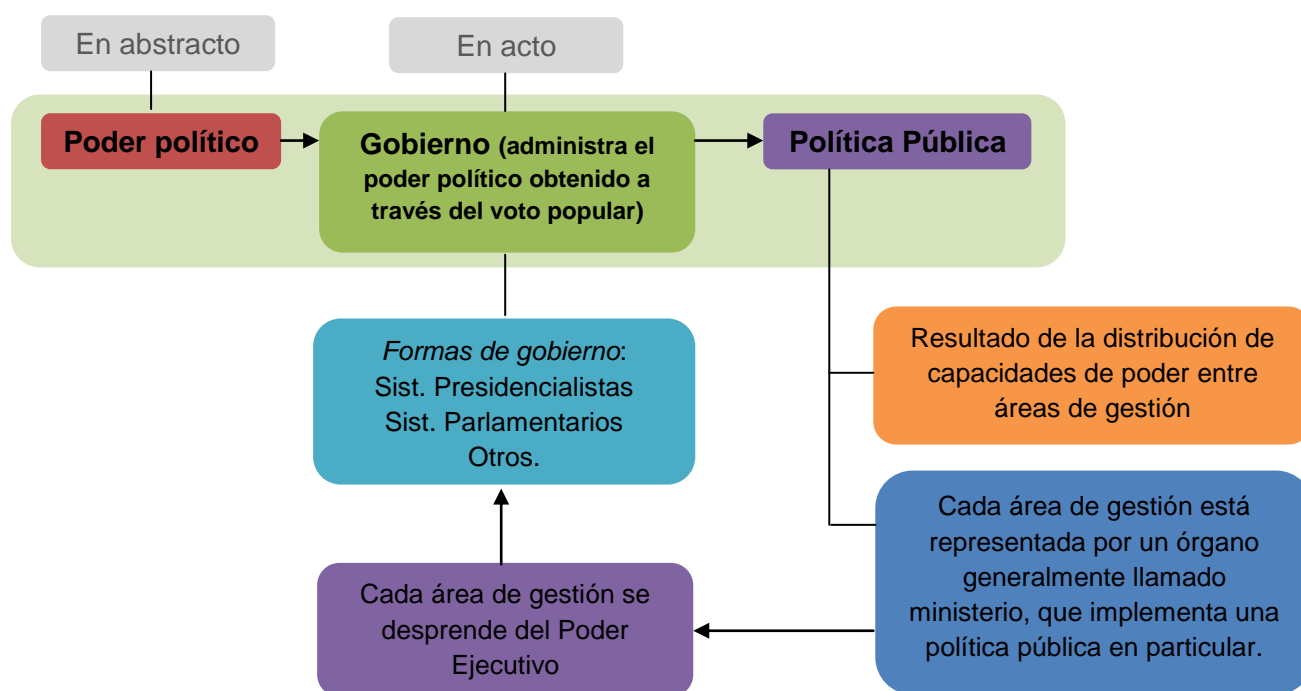 En abstracto
En acto
Poder político
Gobierno (administra el
poder político obtenido a
través del voto popular)
Política Pública
Formas de gobierno:
Sist. Presidencialistas
Sist. Parlamentarios
Otros.
Resultado de la distribución de
capacidades de poder entre
áreas de gestión
Cada área de gestión está
representada por un órgano
generalmente llamado
ministerio, que implementa una
política pública en particular.
Cada área de gestión se
desprende del Poder
Ejecutivo